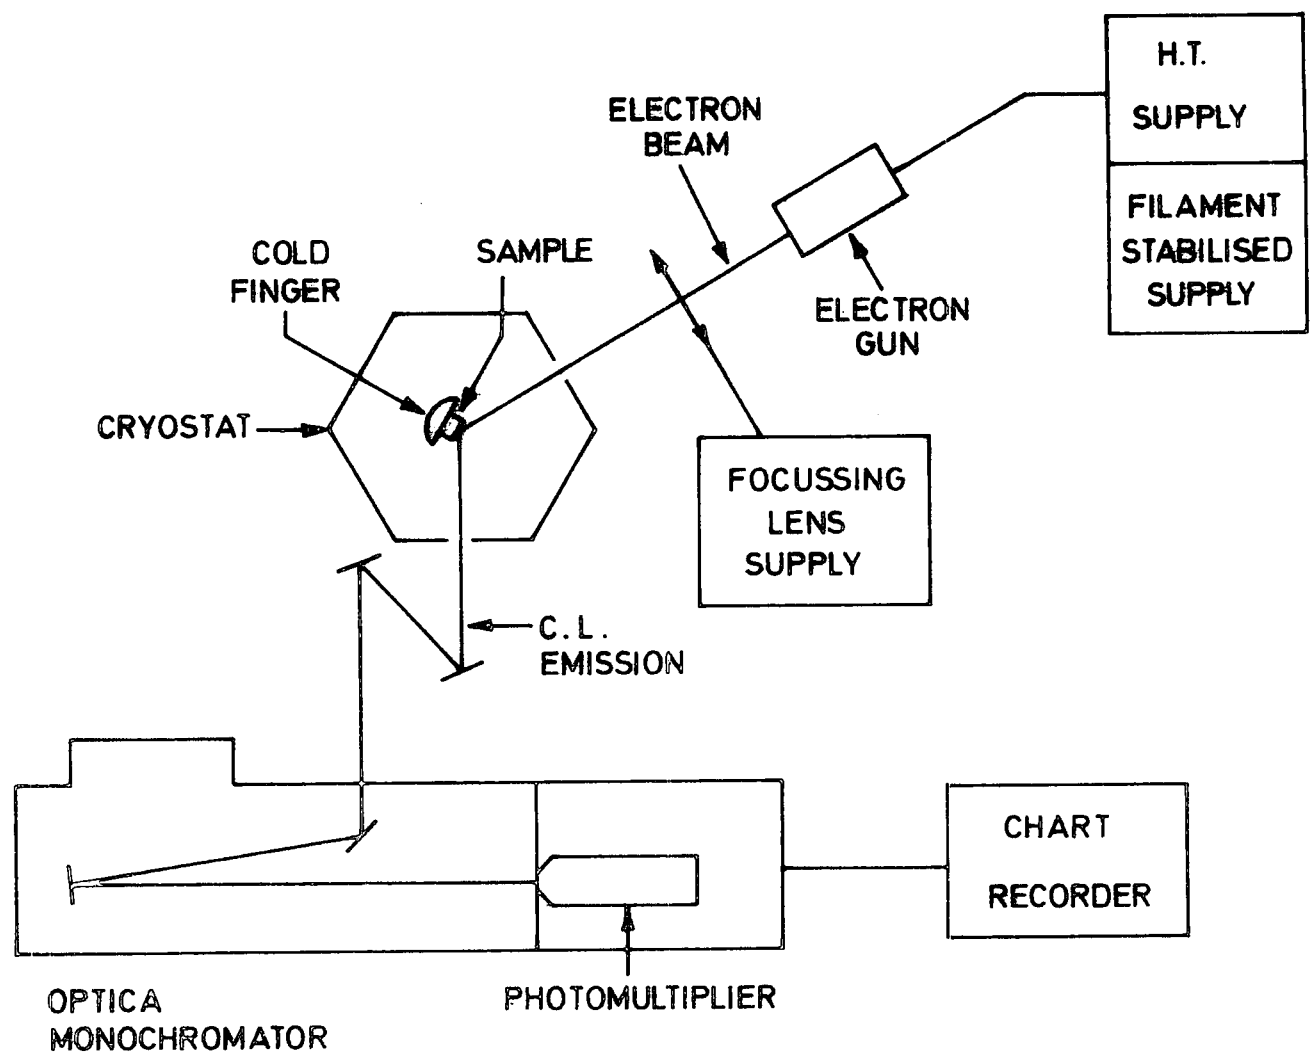 H.T.
SUPPLY
FILAMENT
STABILISED
SUPPLY
ELECTRON
BEAM
ELECTRON
GUN
COLD
FINGER
SAMPLE
CRYOSTAT
FOCUSSING
LENS
SUPPLY
C.L.
EMISSION
CHART
RECORDER
OPTICA
MONOCHROMATOR
PHOTOMULTIPLIER